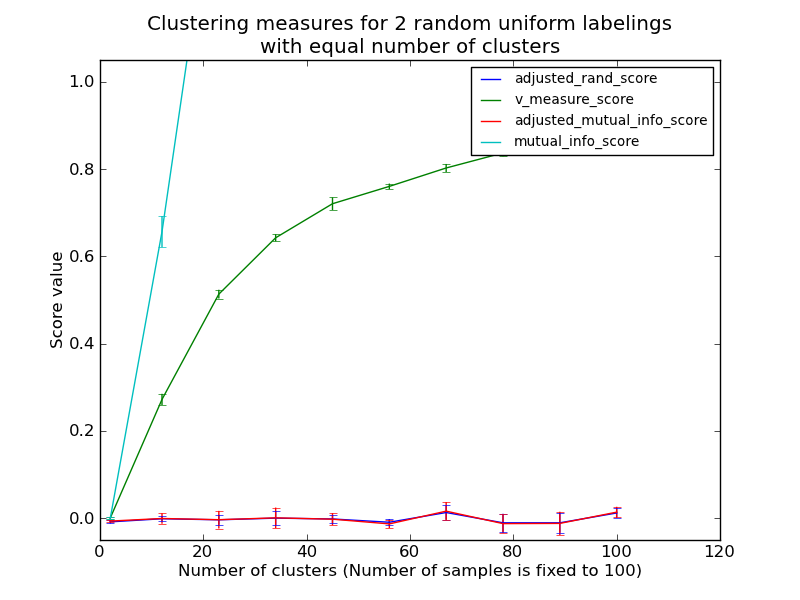 Clustering measures for 2 random uniform labelings
with equal number of clusters
adjusted_rand_score
v_measure_score
adjusted_mutual_info_score
mutual_info_score
Score value
1.0
0.8
0.6
0.4
0.2
0.0
0 20 40 60 80 100 120
Number of clusters (Number of samples is fixed to 100)